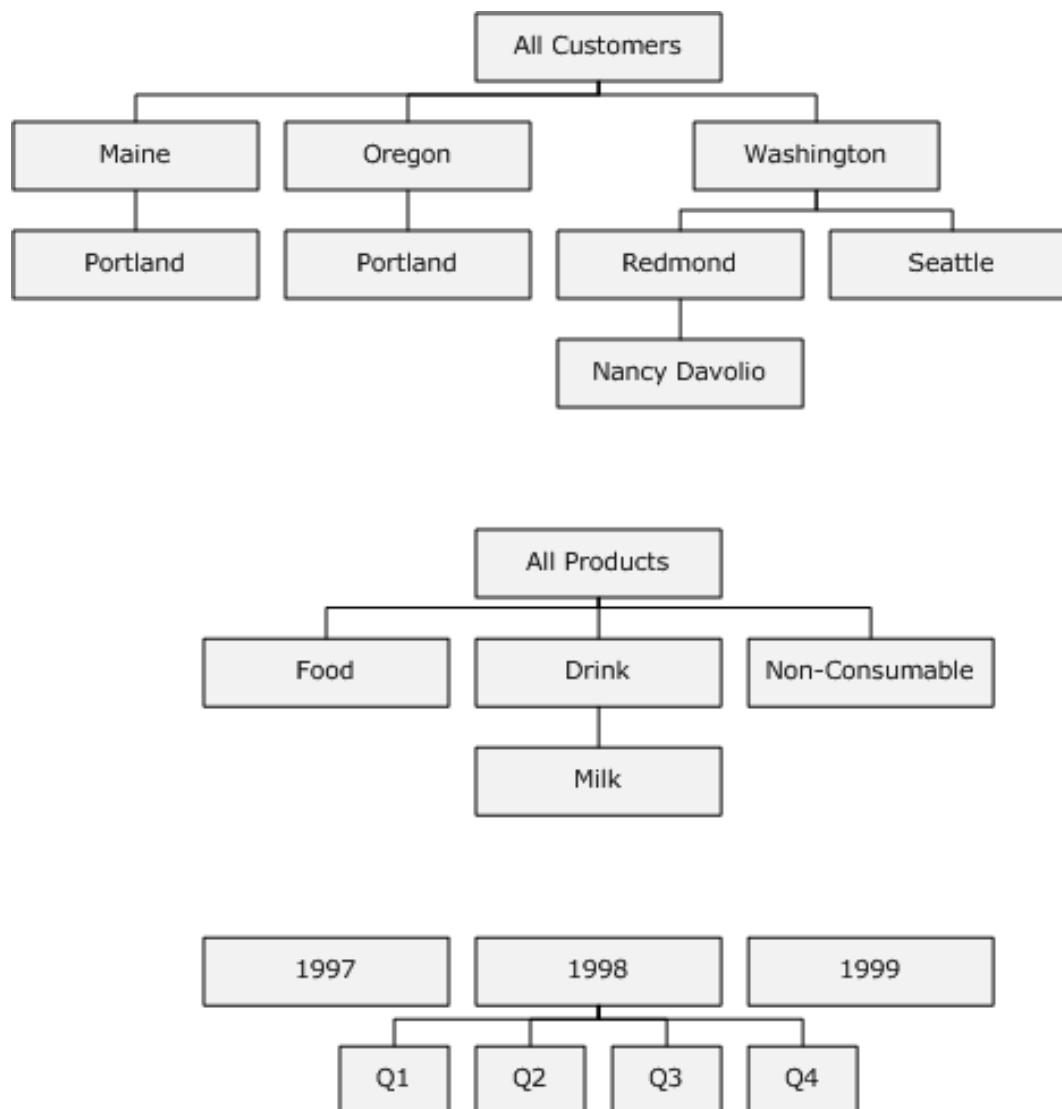 All Customers
Maine
Oregon
Washington
Portland
Portland
Redmond
Seattle
Nancy Davolio
All Products
Food
Drink
Non-Consumable
Milk
1997
1998
1999
Q1
Q2
Q3
Q4